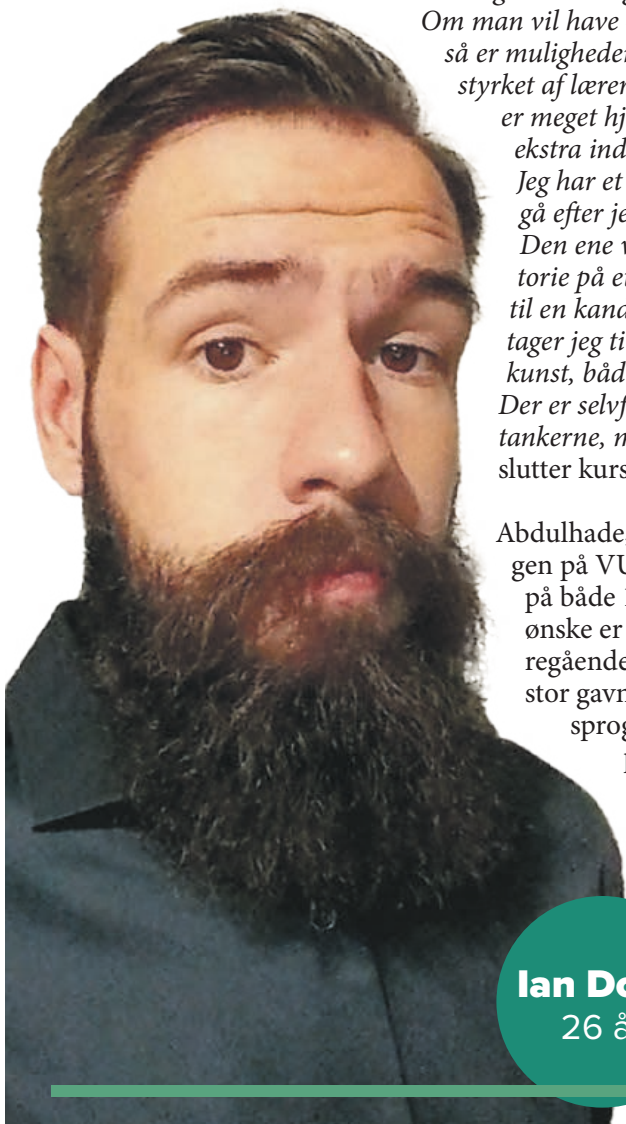 Om man vil have
så er muligheder
styrket af lærer
er meget hj
ekstra ind
Jeg har et
gå efter je
Den ene v
torie på e
til en kand
tager jeg ti
kunst, båd
Der er selvf
tankerne, m
slutter kurs
Abdulhade,
gen på VU
på både
ønske er
regående
stor gavn
sprog
Ian Do
26 å